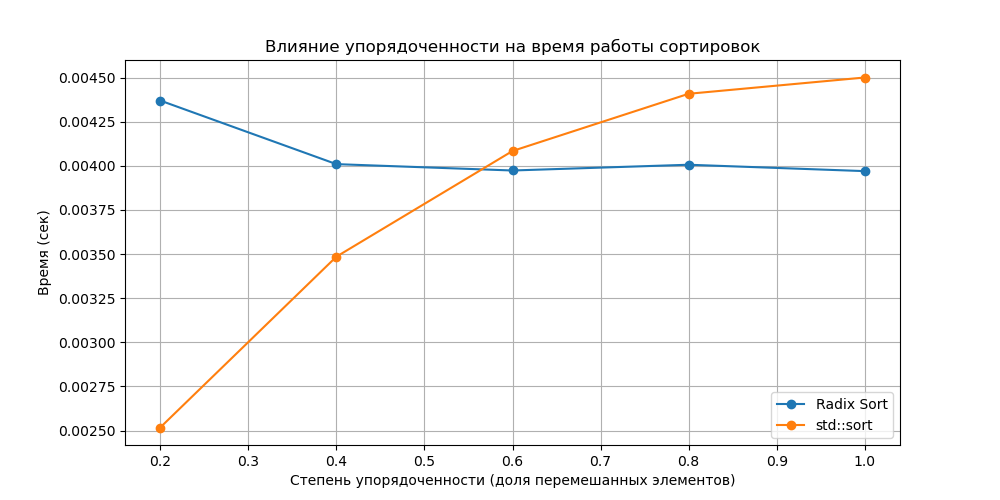 Влияние упорядоченности на время работы сортировок
Время (сек)
0.00450
0.00425
0.00400
0.00375
0.00350
0.00325
0.00300
0.00275
0.00250
Radix Sort
std::sort
0.2 0.3 0.4 0.5 0.6 0.7 0.8 0.9 1.0
Степень упорядоченности (доля перемешанных элементов)